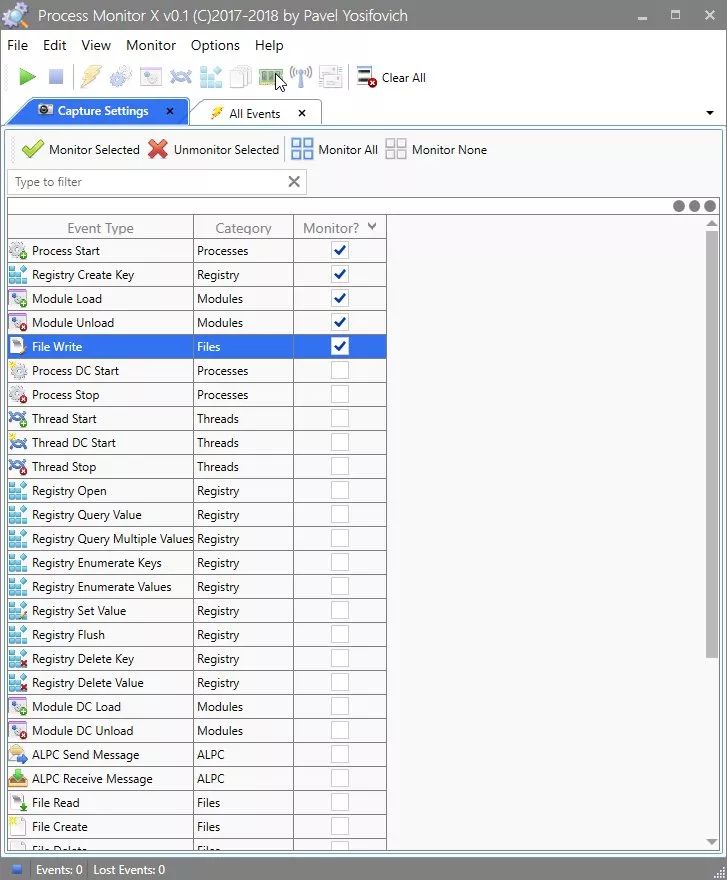 Process Monitor X v0.1 (C)2017-2018 by Pavel Yosifovich
File Edit View Monitor Options Help
Clear All
Capture Settings All Events
Monitor Selected Unmonitor Selected Monitor All Monitor None
Type to filter
Event Type Category Monitor?
Process Start Processes
Registry Create Key Registry
Module Load Modules
Module Unload Modules
File Write Files
Process DC Start Processes
Process Stop Processes
Thread Start Threads
Thread DC Start Threads
Thread Stop Threads
Registry Open Registry
Registry Query Value Registry
Registry Query Multiple Values Registry
Registry Enumerate Keys Registry
Registry Enumerate Values Registry
Registry Set Value Registry
Registry Flush Registry
Registry Delete Key Registry
Registry Delete Value Registry
Module DC Load Modules
Module DC Unload Modules
ALPC Send Message ALPC
ALPC Receive Message ALPC
File Read Files
File Create Files
File Delete Files
Events: 0 Lost Events: 0